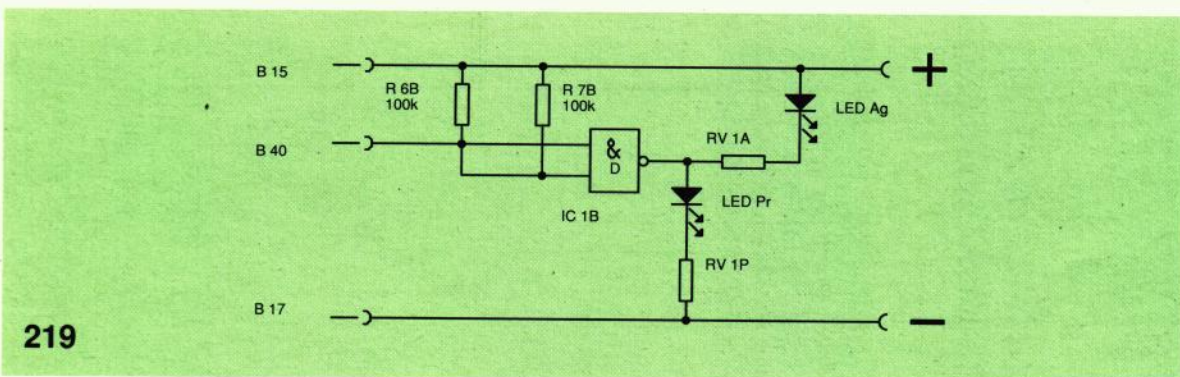 B 15
+
R 6B
100k
R 7B
100k
LED Ag
B 40
&
D
RV 1A
IC 1B
LED Pr
RV 1P
B 17
−
219